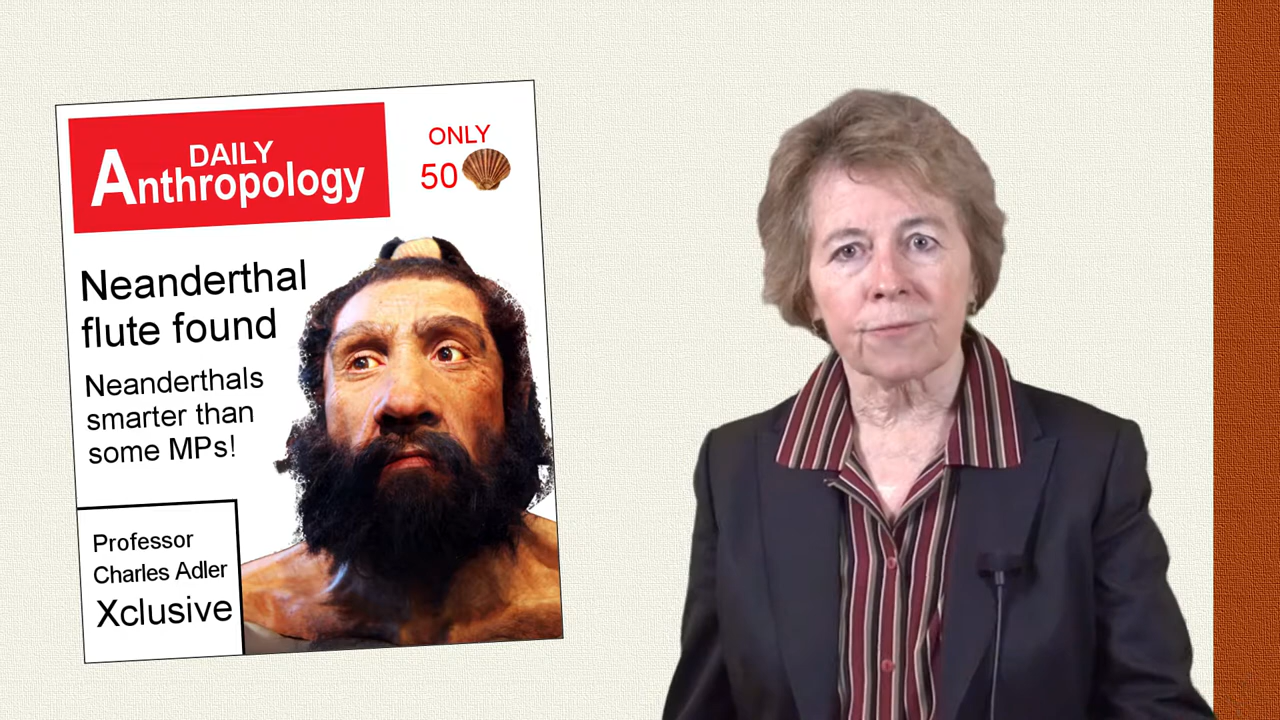 DAILY
Anthropology
ONLY
50
Neanderthal
flute found
Neanderthals
smarter than
some MPs!
Professor
Charles Adler
Xclusive